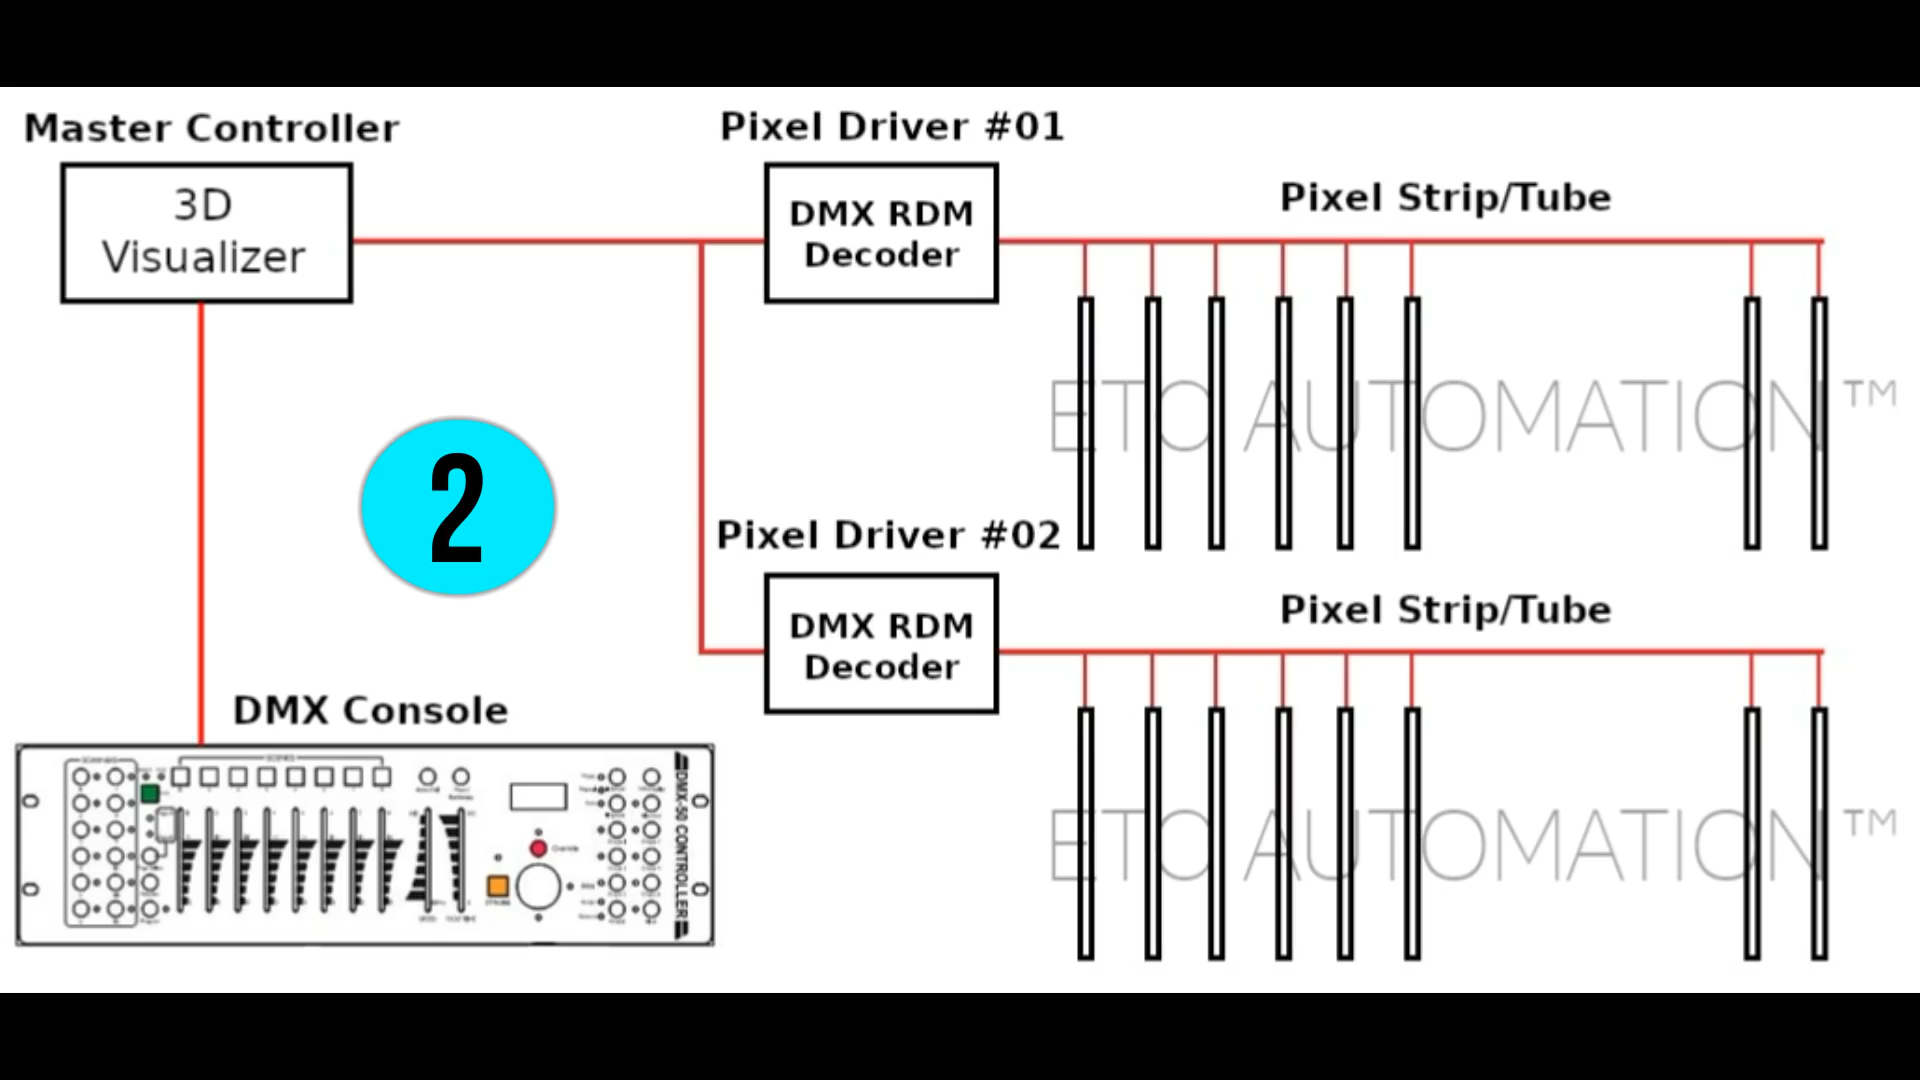 Master Controller
3D
Visualizer
Pixel Driver #01
DMX RDM
Decoder
Pixel Strip/Tube
ETO AUTOMATION™
2
Pixel Driver #02
DMX RDM
Decoder
Pixel Strip/Tube
ETO AUTOMATION™
DMX Console
DMX-50 CONTROLLER